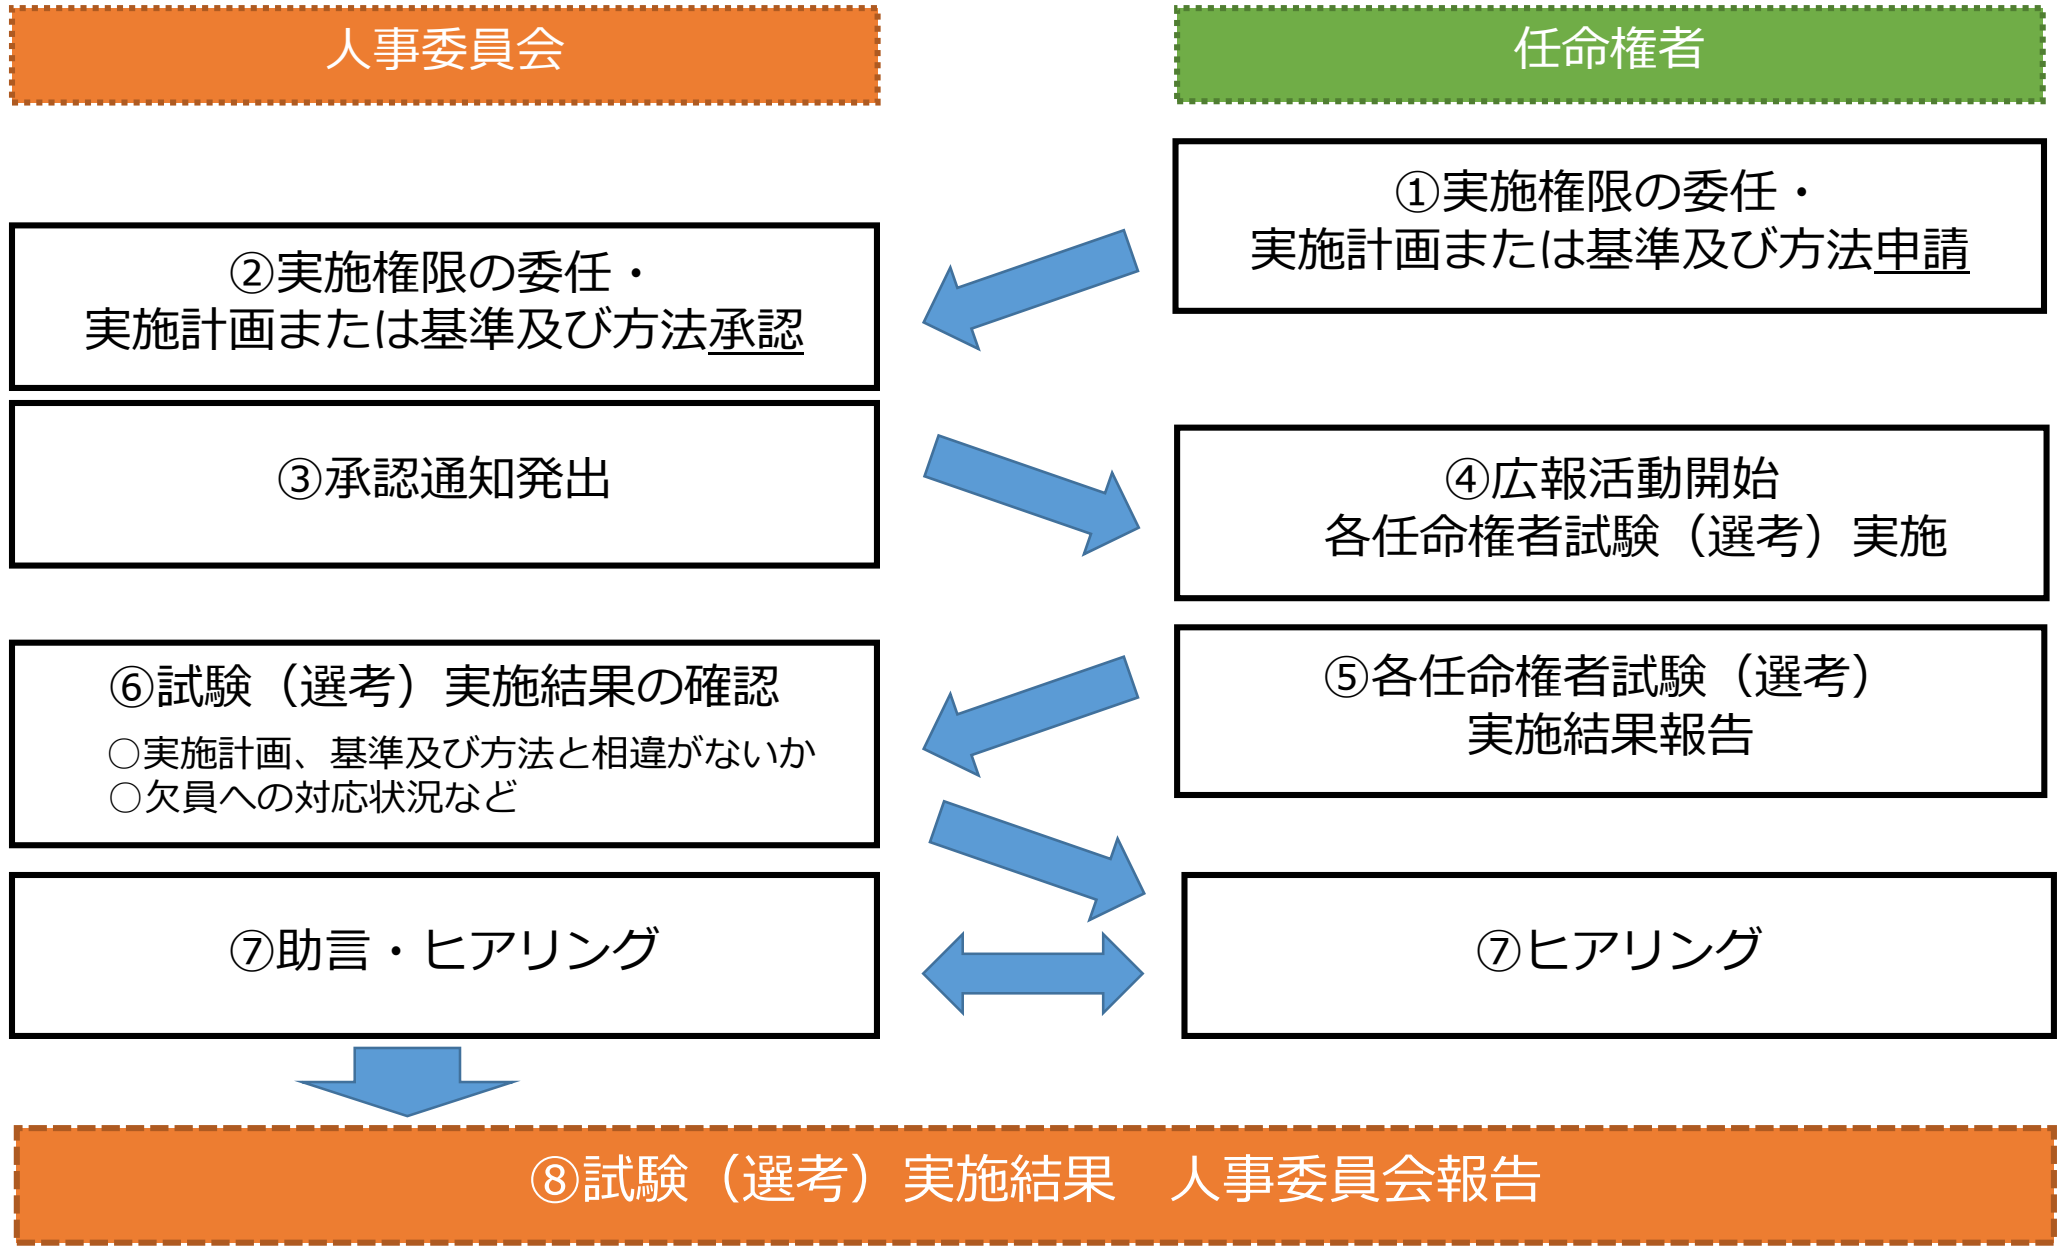 人事委員会
任命権者
①実施権限の委任・
実施計画または基準及び方法申請
②実施権限の委任・
実施計画または基準及び方法承認
③承認通知発出
④広報活動開始
各任命権者試験（選考）実施
⑤各任命権者試験（選考）
実施結果報告
⑥試験（選考）実施結果の確認
○実施計画、基準及び方法と相違がないか
○欠員への対応状況など
⑦助言・ヒアリング
⑦ヒアリング
⑧試験（選考）実施結果　人事委員会報告